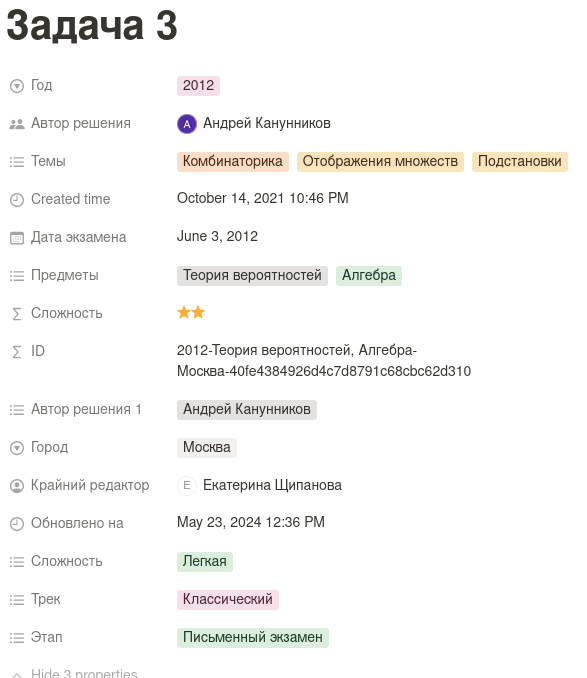 Задача 3
Год 2012
Автор решения A Андрей Канунников
Темы Комбинаторика Отображения множеств Подстановки
Created time October 14, 2021 10:46 PM
Дата экзамена June 3, 2012
Предметы Теория вероятностей Алгебра
Сложность ⭐⭐
ID 2012-Теория вероятностей, Алгебра-
Москва-40fe4384926d4c7d8791c68cbc62d310
Автор решения 1 Андрей Канунников
Город Москва
Крайний редактор E Екатерина Щипанова
Обновлено на May 23, 2024 12:36 PM
Сложность Легкая
Трек Классический
Этап Письменный экзамен
Hide 3 properties